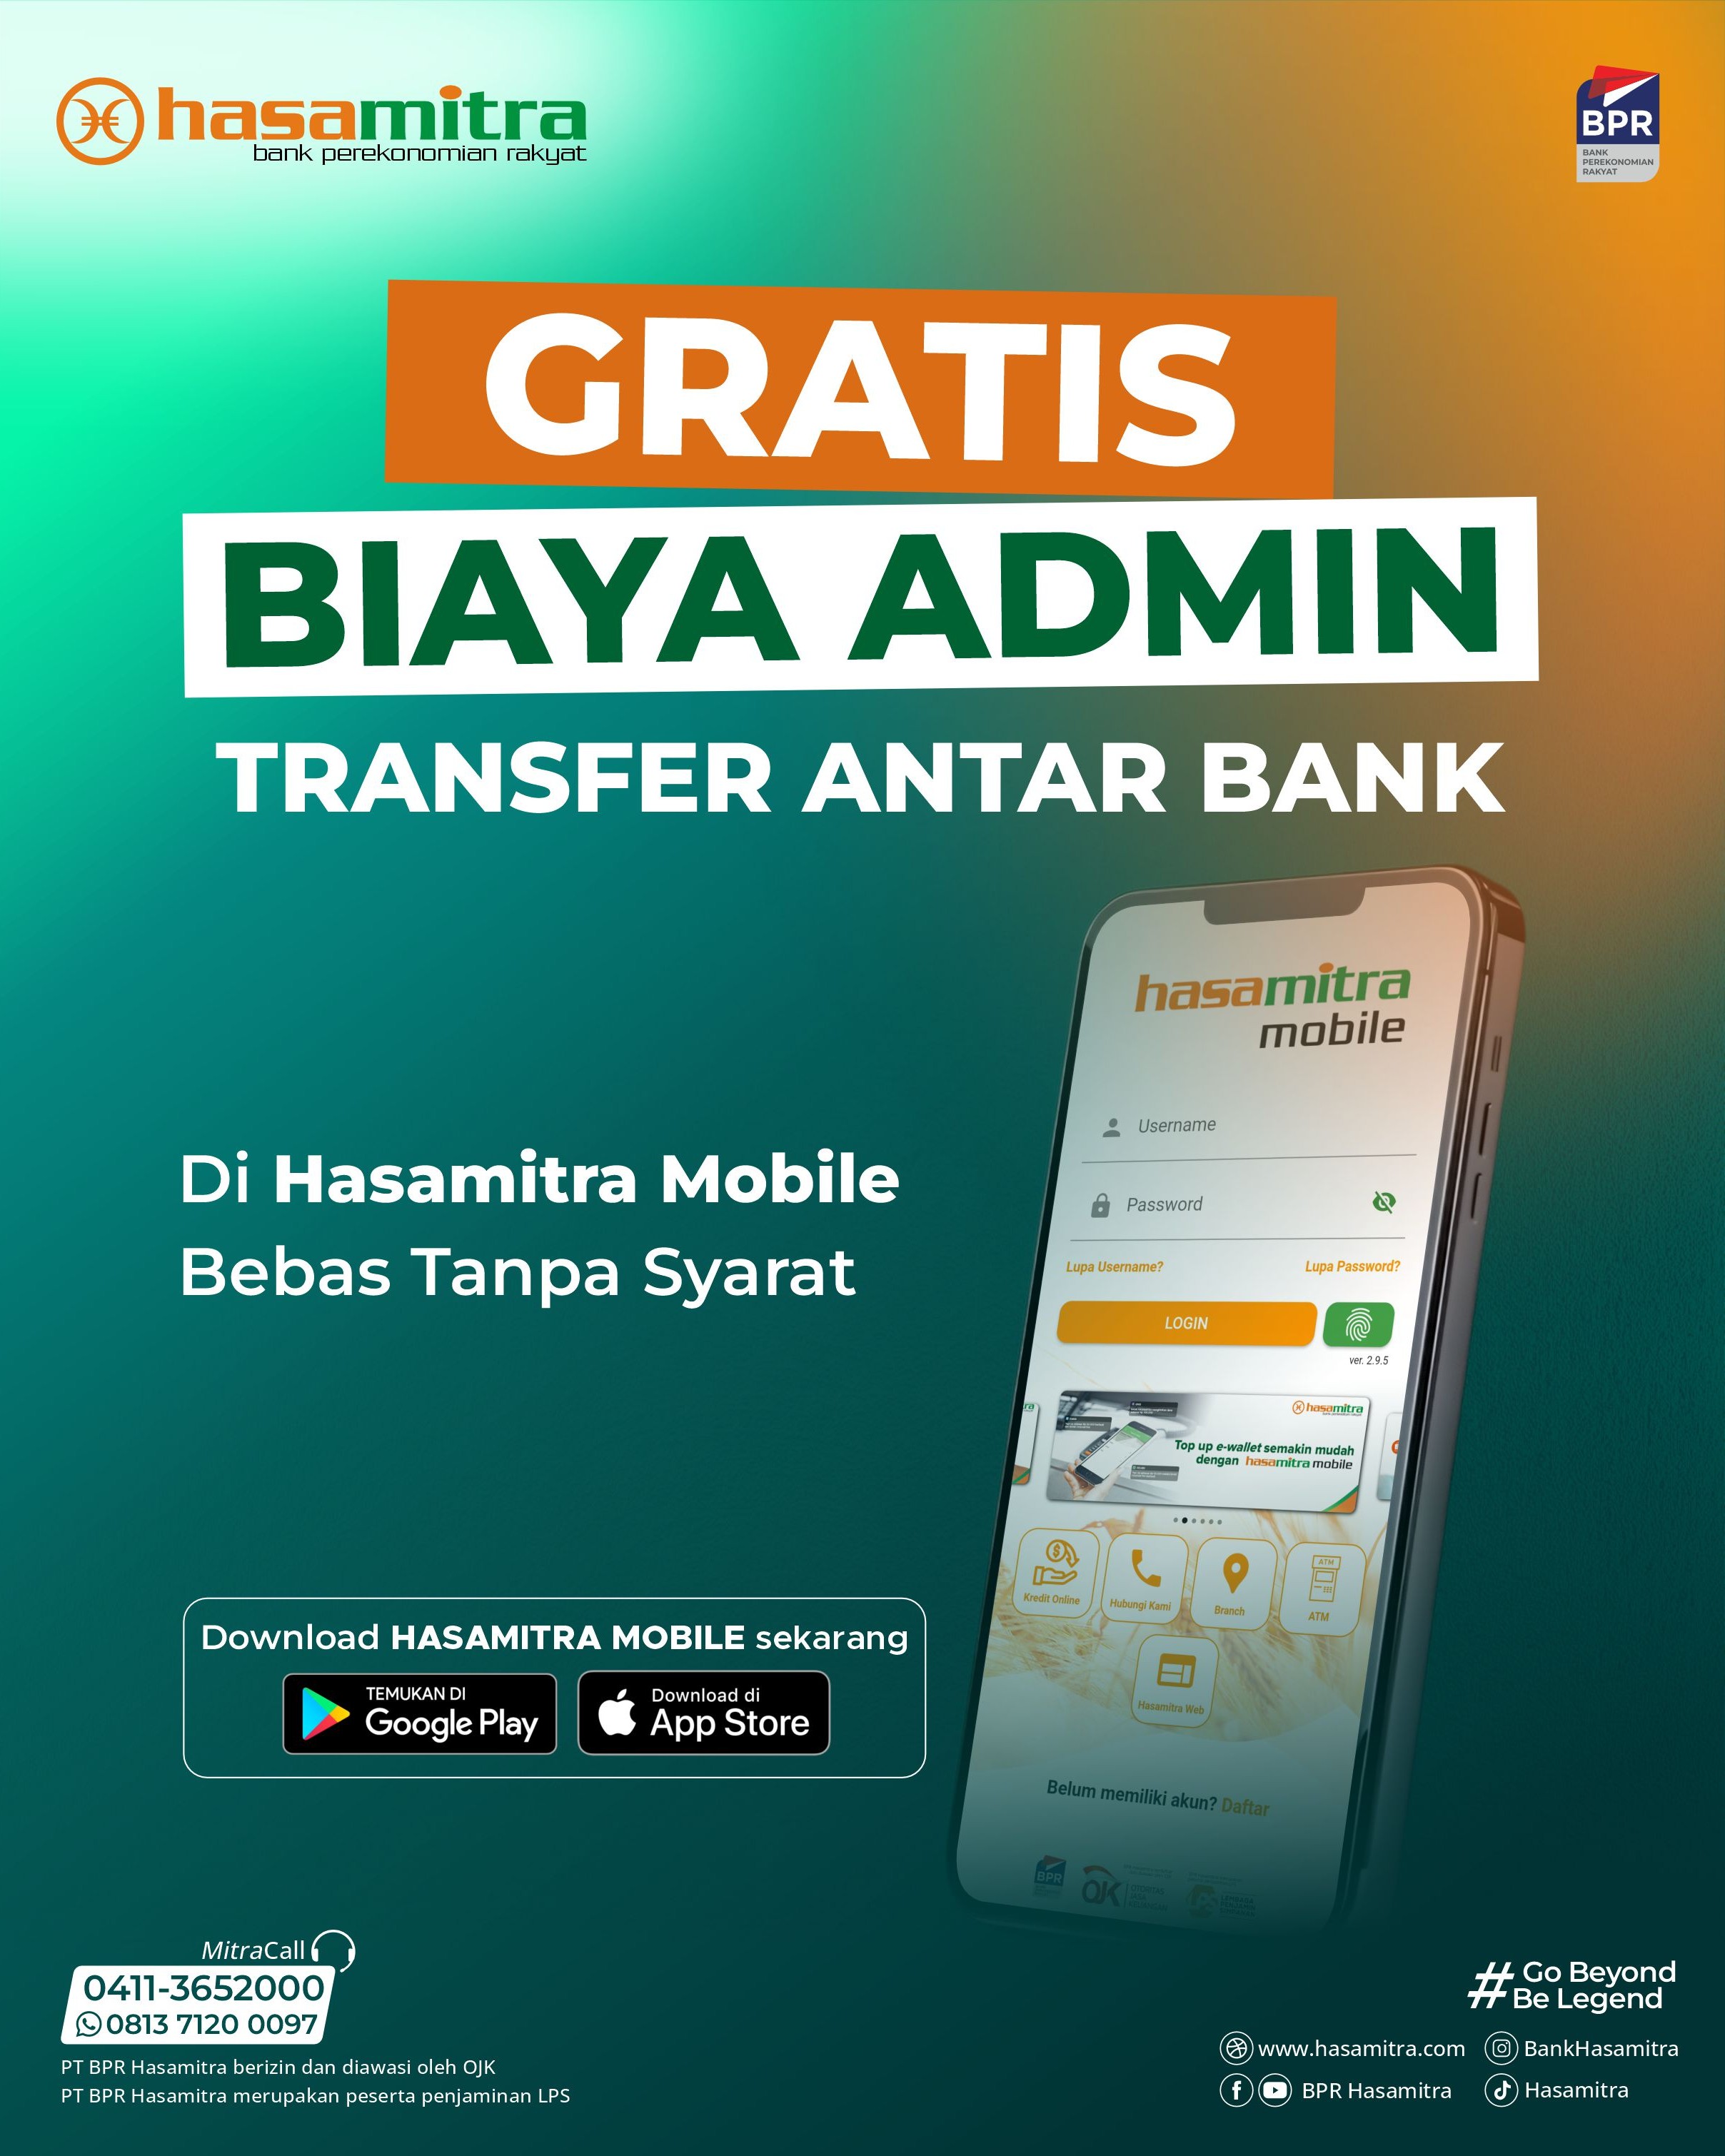 hasamitra
bank perekonomian rakyat
BPR
BANK
PEREKONOMIAN
RAKYAT
GRATIS
BIAYA ADMIN
TRANSFER ANTAR BANK
Di Hasamitra Mobile
Bebas Tanpa Syarat
hasamitra
mobile
Username
Password
Lupa Username?
Lupa Password?
LOGIN
ver. 2.9.5
hasamitra
Top up e-wallet semakin mudah
dengan hasamitra mobile
Kredit Online
Hubungi Kami
Branch
ATM
ATM
Hasamitra Web
Belum memiliki akun? Daftar
BPR
OJK
Download HASAMITRA MOBILE sekarang
TEMUKAN DI
Google Play
Download di
App Store
MitraCall
0411-3652000
0813 7120 0097
PT BPR Hasamitra berizin dan diawasi oleh OJK
PT BPR Hasamitra merupakan peserta penjaminan LPS
# Go Beyond
Be Legend
www.hasamitra.com
BankHasamitra
BPR Hasamitra
Hasamitra